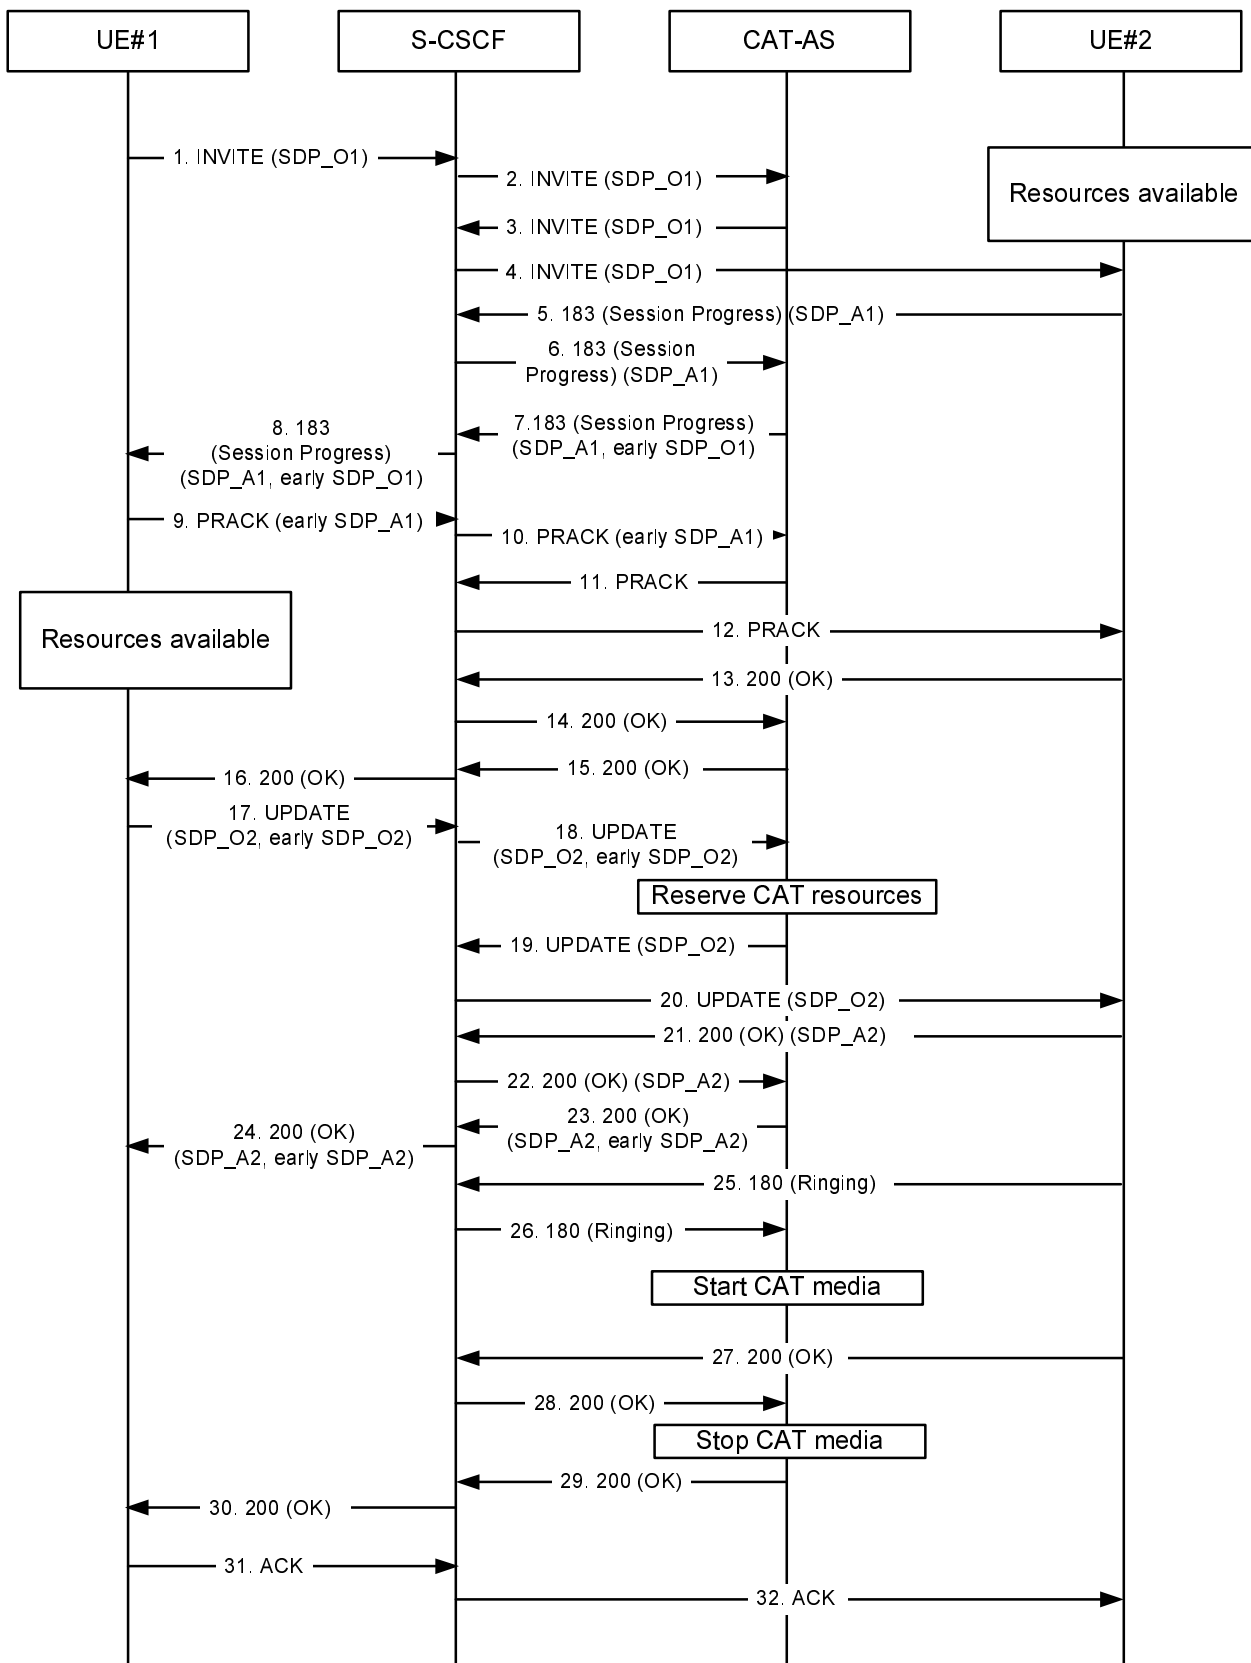 UE#1
S-CSCF
CAT-AS
UE#2
1. INVITE (SDP_O1)
2. INVITE (SDP_O1)
Resources available
3. INVITE (SDP_O1)
4. INVITE (SDP_O1)
5. 183 (Session Progress) (SDP_A1)
6. 183 (Session
Progress) (SDP_A1)
7.183 (Session Progress)
(SDP_A1, early SDP_O1)
8. 183
(Session Progress)
(SDP_A1, early SDP_O1)
9. PRACK (early SDP_A1)
10. PRACK (early SDP_A1)
11. PRACK
Resources available
12. PRACK
13. 200 (OK)
14. 200 (OK)
15. 200 (OK)
16. 200 (OK)
17. UPDATE
(SDP_O2, early SDP_O2)
18. UPDATE
(SDP_O2, early SDP_O2)
Reserve CAT resources
19. UPDATE (SDP_O2)
20. UPDATE (SDP_O2)
21. 200 (OK) (SDP_A2)
22. 200 (OK) (SDP_A2)
23. 200 (OK)
(SDP_A2, early SDP_A2)
24. 200 (OK)
(SDP_A2, early SDP_A2)
25. 180 (Ringing)
26. 180 (Ringing)
Start CAT media
27. 200 (OK)
28. 200 (OK)
Stop CAT media
29. 200 (OK)
30. 200 (OK)
31. ACK
32. ACK